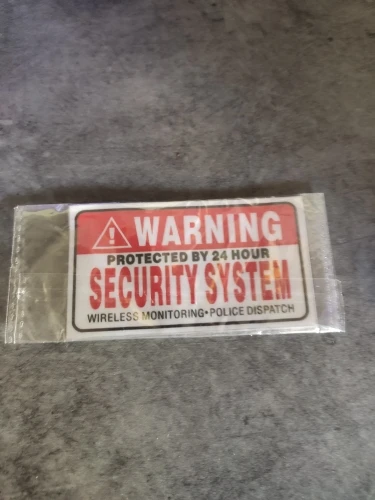 WARNING
PROTECTED BY 24 HOUR
SECURITY SYSTEM
WIRELESS MONITORING•POLICE DISPATCH